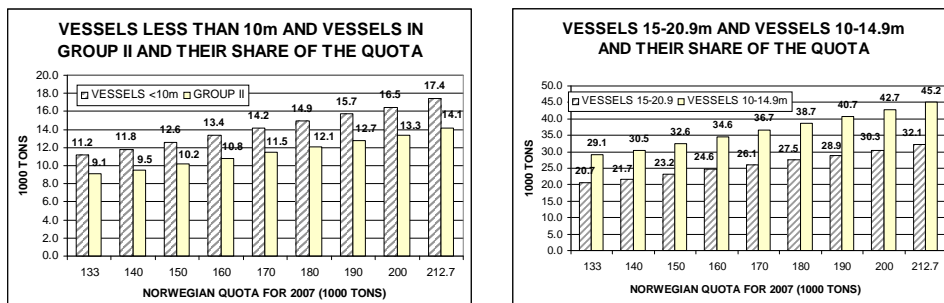 VESSELS LESS THAN 10m AND VESSELS IN
GROUP II AND THEIR SHARE OF THE QUOTA
20.0
18.0
16.0
14.0
12.0
10.0
8.0
6.0
4.0
2.0
0.0
1000 TONS
VESSELS <10m GROUP II
11.2 11.8 12.6 13.4 14.2 14.9 15.7 16.5 17.4
9.1 9.5 10.2 10.8 11.5 12.1 12.7 13.3 14.1
133 140 150 160 170 180 190 200 212.7
NORWEGIAN QUOTA FOR 2007 (1000 TONS)
VESSELS 15-20.9m AND VESSELS 10-14.9m
AND THEIR SHARE OF THE QUOTA
50.0
45.0
40.0
35.0
30.0
25.0
20.0
15.0
10.0
5.0
0.0
1000 TONS
VESSELS 15-20.9 VESSELS 10-14.9m
29.1 30.5 32.6 34.6 36.7 38.7 40.7 42.7 45.2
20.7 21.7 23.2 24.6 26.1 27.5 28.9 30.3 32.1
133 140 150 160 170 180 190 200 212.7
NORWEGIAN QUOTA FOR 2007 (1000 TONS)